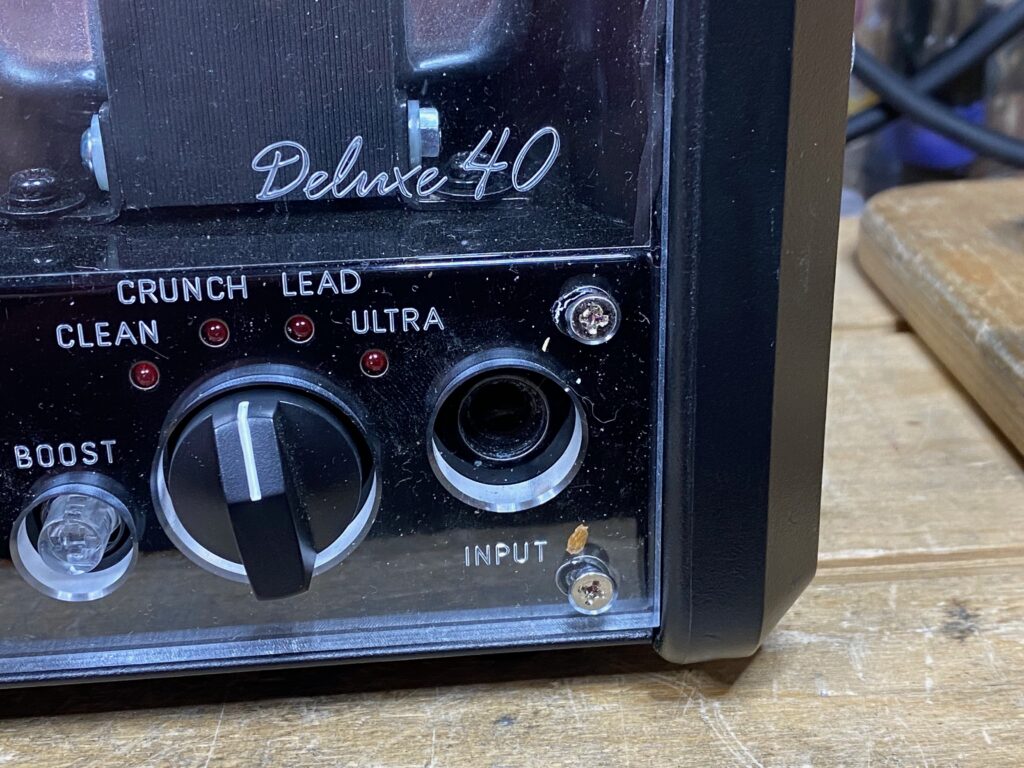 Deluxe 40
CRUNCH LEAD
CLEAN ULTRA
BOOST
INPUT